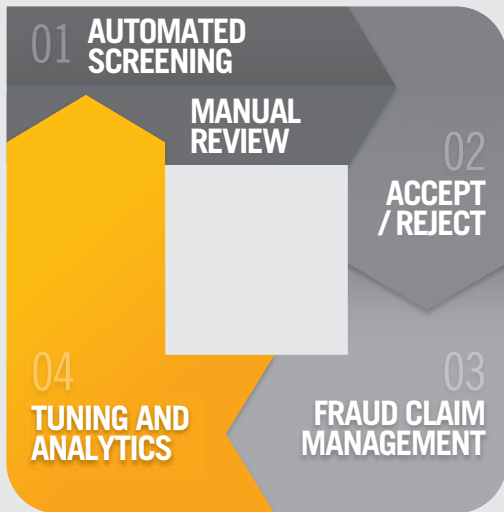 01
AUTOMATED
SCREENING
MANUAL
REVIEW
02
ACCEPT
/ REJECT
03
FRAUD CLAIM
MANAGEMENT
04
TUNING AND
ANALYTICS